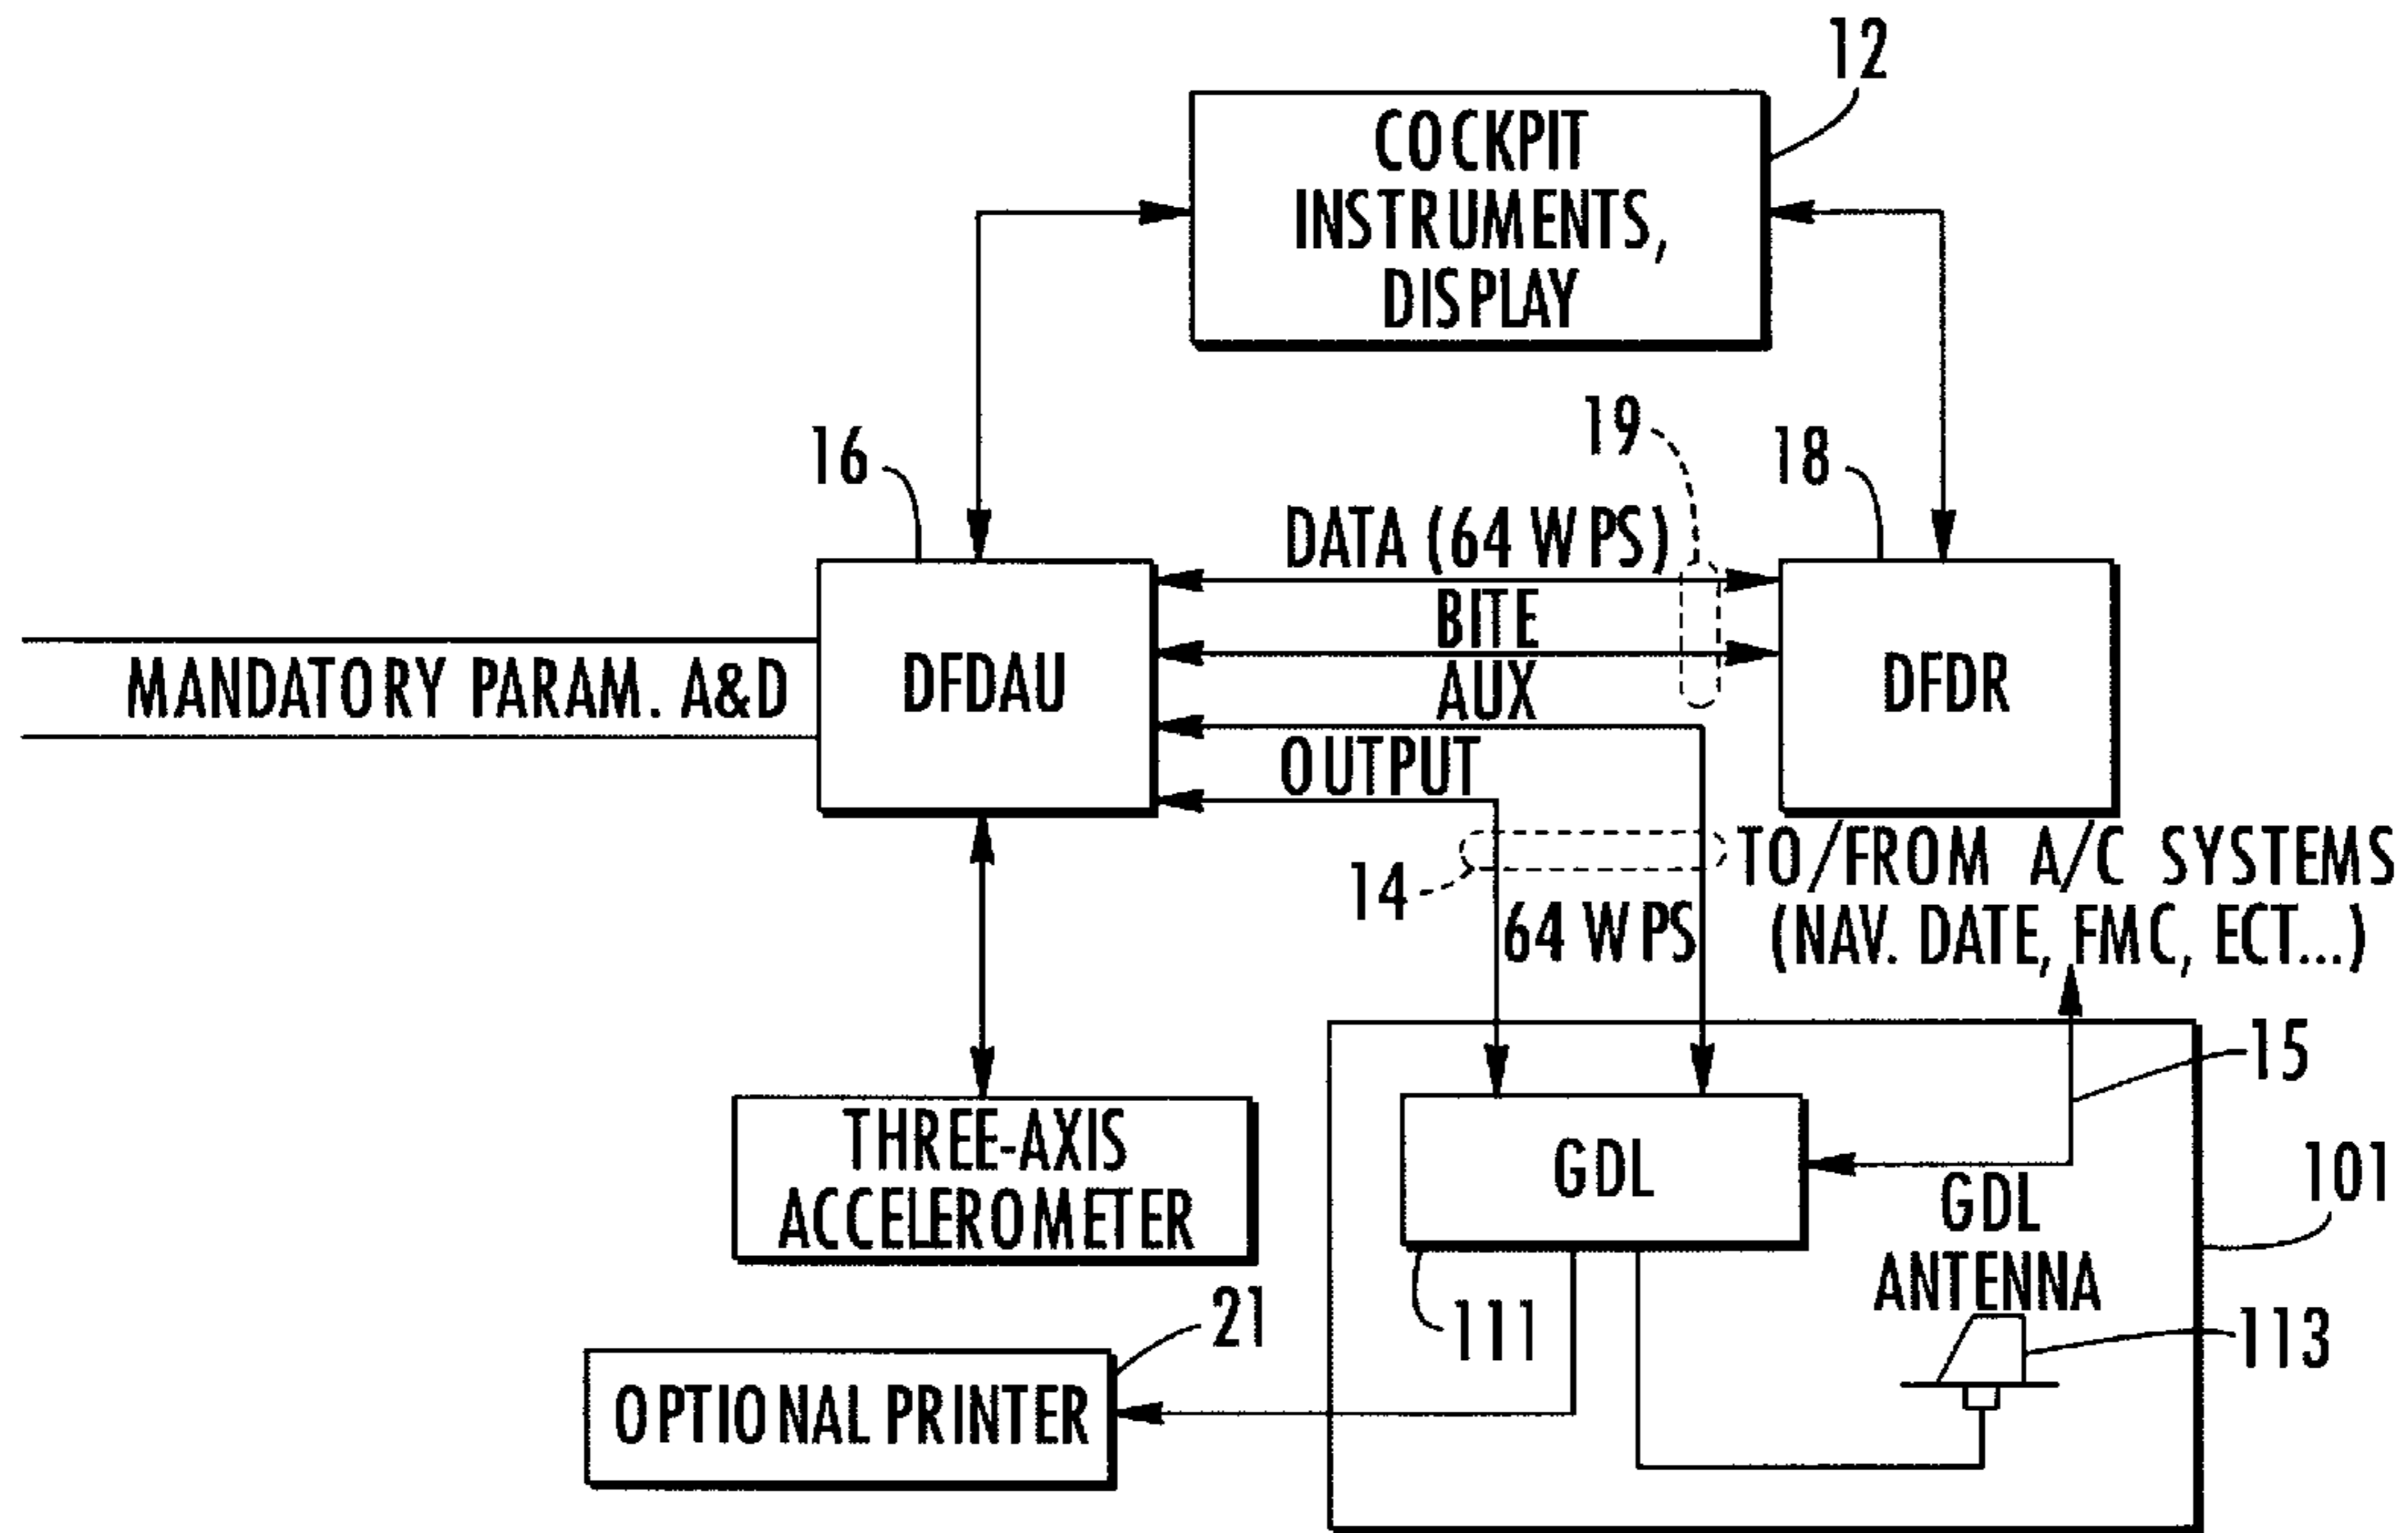 12
COCKPIT
INSTRUMENTS,
DISPLAY
16
19
18
DATA (64 WPS)
BITE
MANDATORY PARAM. A&D
DFDAU
AUX
DFDR
OUTPUT
14
64 WPS
TO/FROM A/C SYSTEMS
(NAV. DATE, FMC, ECT...)
15
THREE-AXIS
ACCELEROMETER
GDL
101
GDL
ANTENNA
111
113
21
OPTIONAL PRINTER